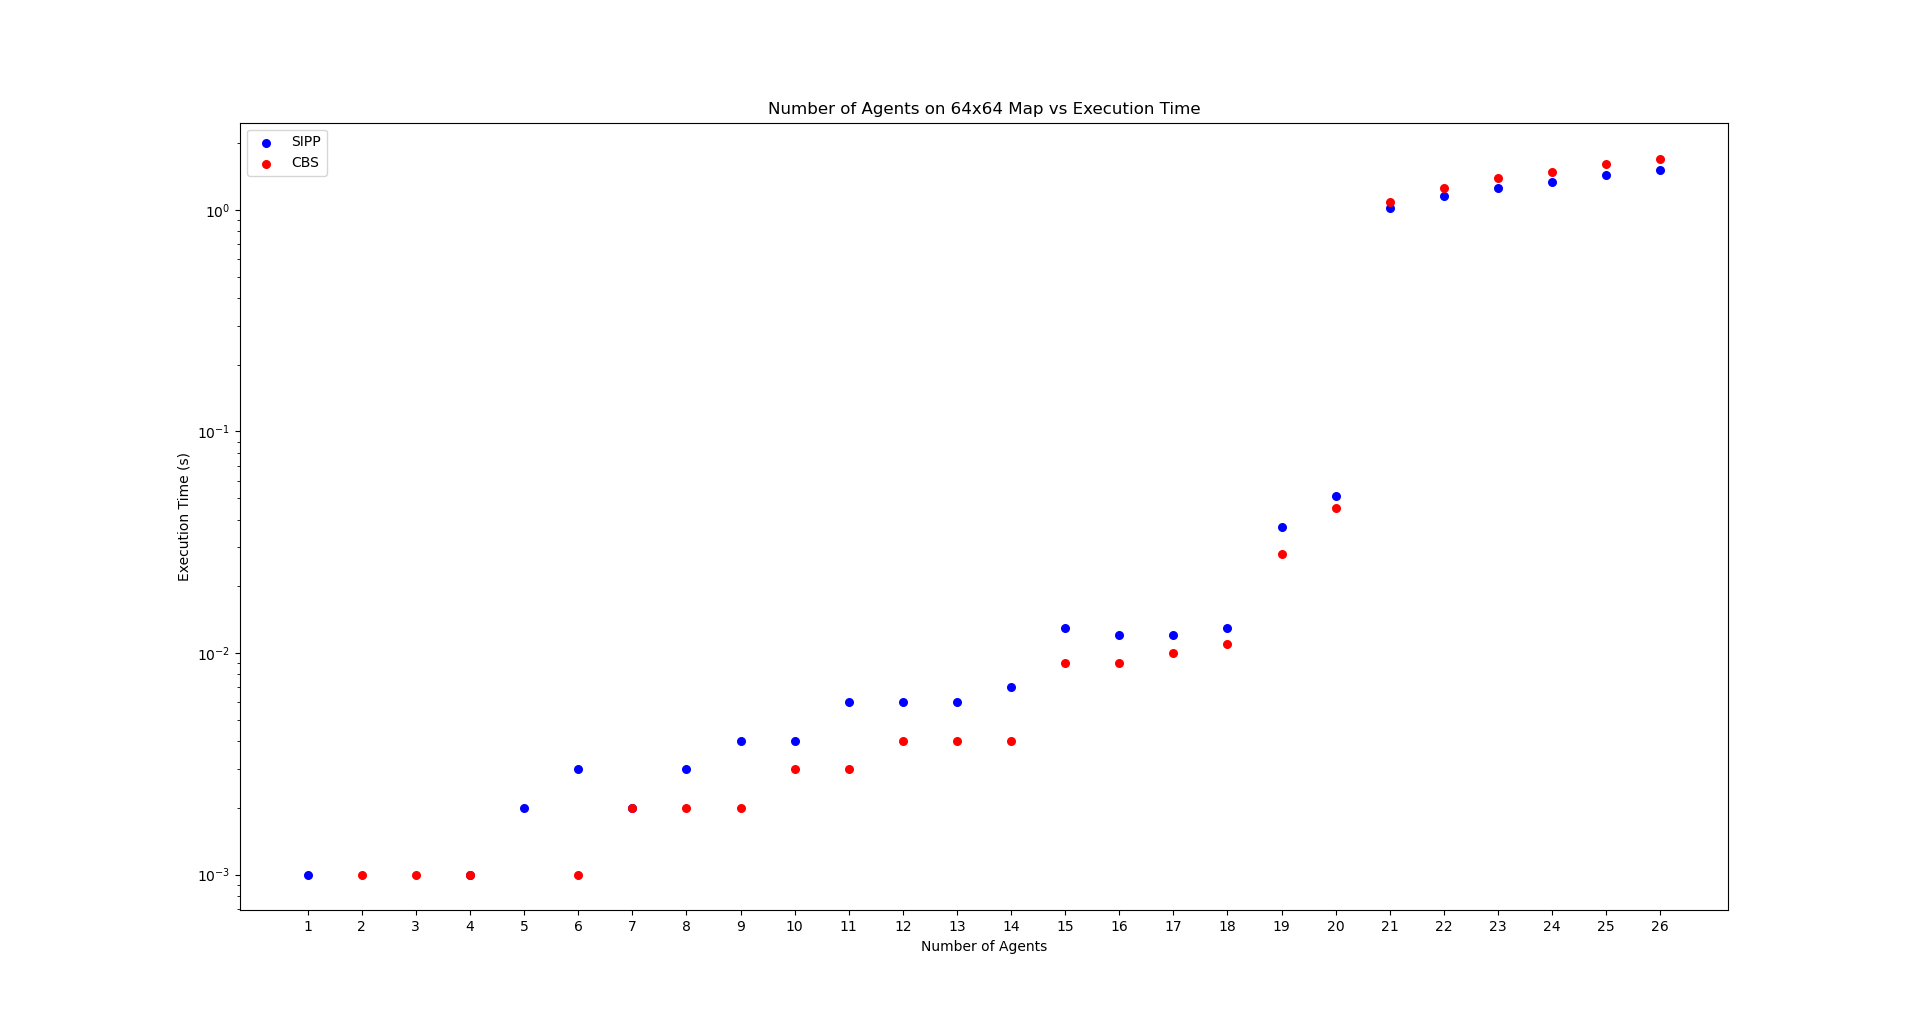 Number of Agents on 64x64 Map vs Execution Time
SIPP
CBS
10⁰
10⁻¹
10⁻²
10⁻³
Execution Time (s)
1 2 3 4 5 6 7 8 9 10 11 12 13 14 15 16 17 18 19 20 21 22 23 24 25 26
Number of Agents